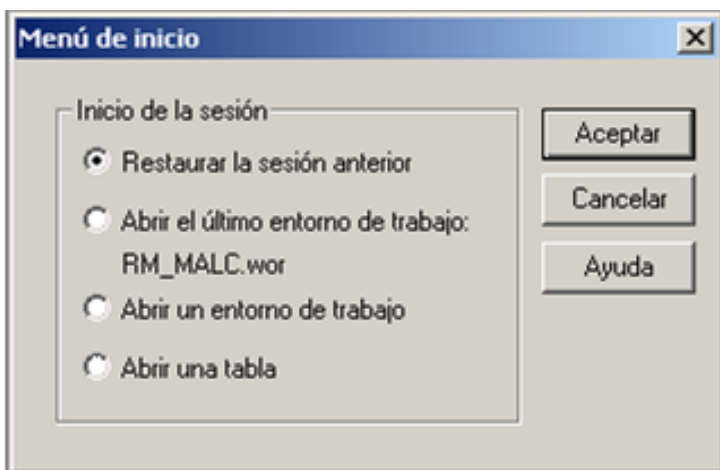 Menú de inicio
Inicio de la sesión
Restaurar la sesión anterior
Abrir el último entorno de trabajo:
RM_MALC.wor
Abrir un entorno de trabajo
Abrir una tabla
Aceptar
Cancelar
Ayuda